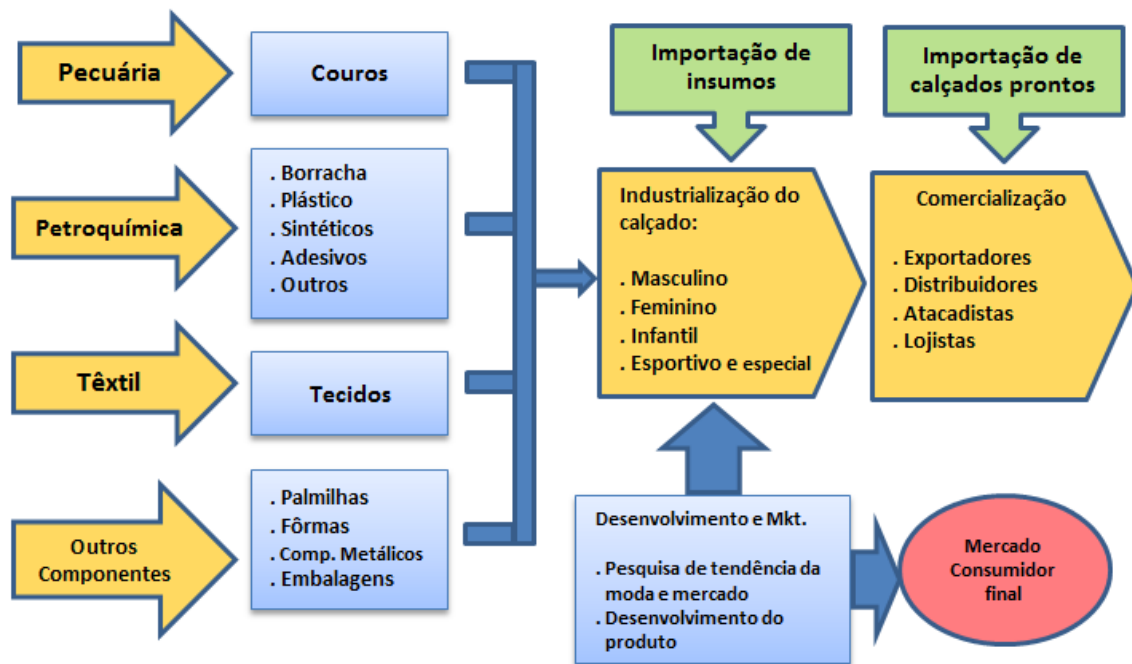 Pecuária
Couros
Petroquímica
. Borracha
. Plástico
. Sintéticos
. Adesivos
. Outros
Têxtil
Tecidos
Outros
Componentes
. Palmilhas
. Fôrmas
. Comp. Metálicos
. Embalagens
Importação de
insumos
Industrialização do
calçado:
. Masculino
. Feminino
. Infantil
. Esportivo e especial
Importação de
calçados prontos
Comercialização
. Exportadores
. Distribuidores
. Atacadistas
. Lojistas
Desenvolvimento e Mkt.
. Pesquisa de tendência da
moda e mercado
. Desenvolvimento do
produto
Mercado
Consumidor
final